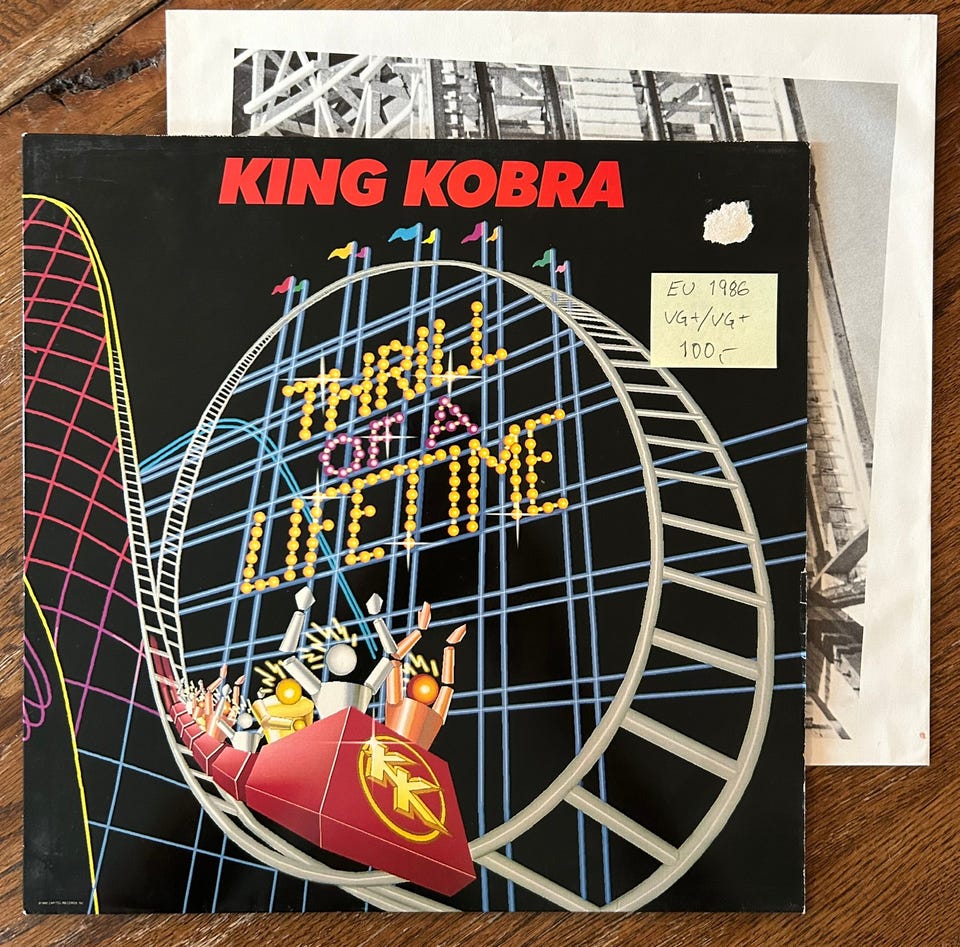 KING KOBRA
EU 1986
VG+/VG+
100,-
THRILL
OF A
LIFETIME
KK